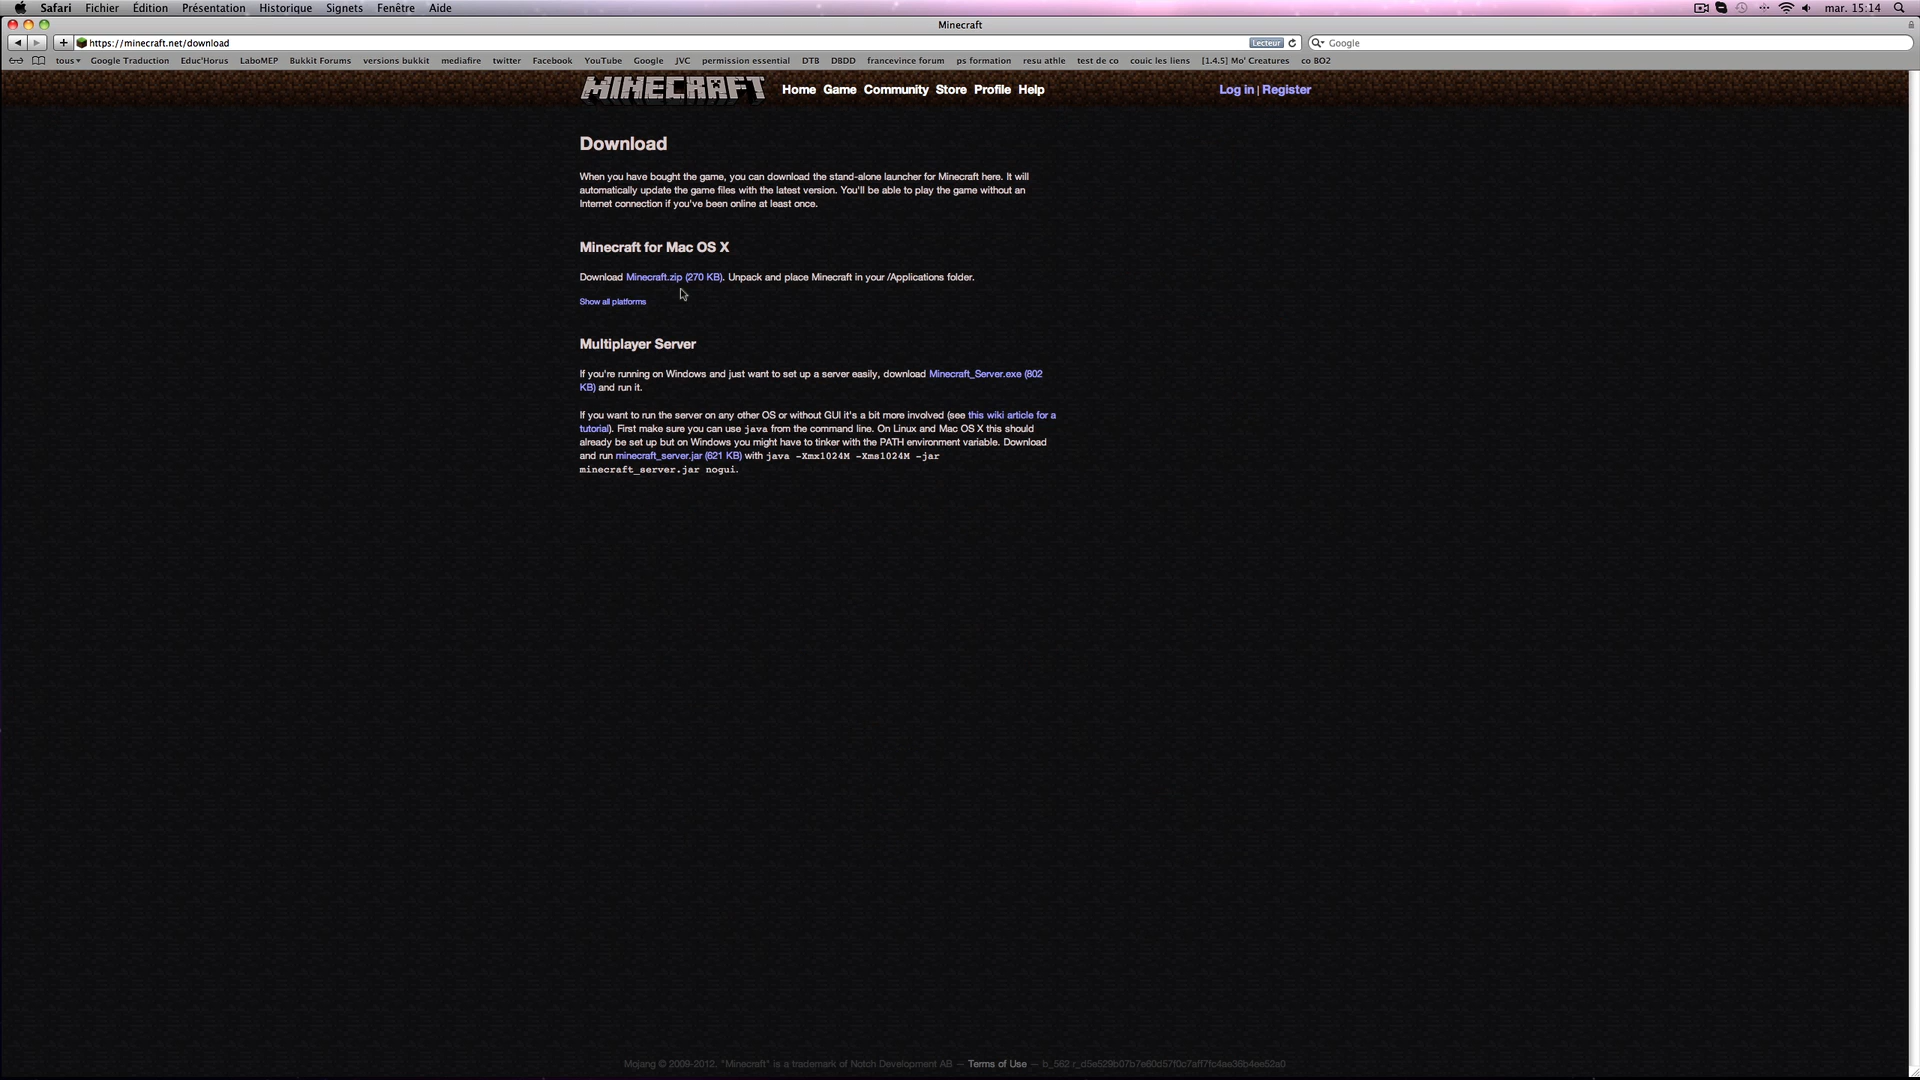 Safari Fichier Édition Présentation Historique Signets Fenêtre Aide mar. 15:14
Minecraft
https://minecraft.net/download Lecteur Google
tous Google Traduction Educ'Horus LaboMEP Bukkit Forums versions bukkit mediafire twitter Facebook YouTube Google JVC permission essential DTB DBDD francevince forum ps formation resu athle test de co couic les liens [1.4.5] Mo' Creatures co BO2
MINECRAFT Home Game Community Store Profile Help Log in | Register
Download
When you have bought the game, you can download the stand-alone launcher for Minecraft here. It will
automatically update the game files with the latest version. You'll be able to play the game without an
Internet connection if you've been online at least once.
Minecraft for Mac OS X
Download Minecraft.zip (270 KB). Unpack and place Minecraft in your /Applications folder.
Show all platforms
Multiplayer Server
If you're running on Windows and just want to set up a server easily, download Minecraft_Server.exe (802
KB) and run it.
If you want to run the server on any other OS or without GUI it's a bit more involved (see this wiki article for a
tutorial). First make sure you can use java from the command line. On Linux and Mac OS X this should
already be set up but on Windows you might have to tinker with the PATH environment variable. Download
and run minecraft_server.jar (621 KB) with java -Xmx1024M -Xms1024M -jar
minecraft_server.jar nogui.
Mojang © 2009-2012. "Minecraft" is a trademark of Notch Development AB — Terms of Use —